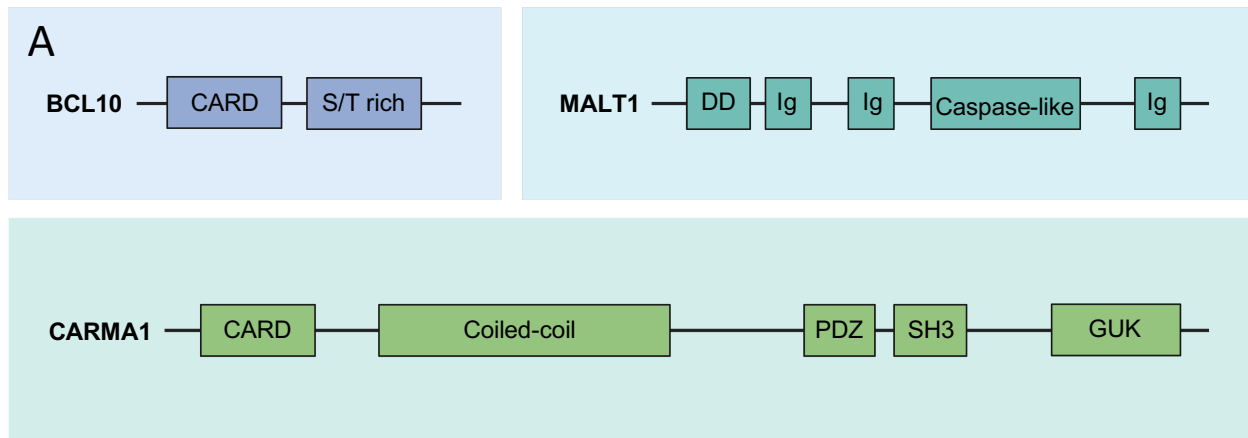 A
BCL10 CARD S/T rich
MALT1 DD Ig Ig Caspase-like Ig
CARMA1 CARD Coiled-coil PDZ SH3 GUK